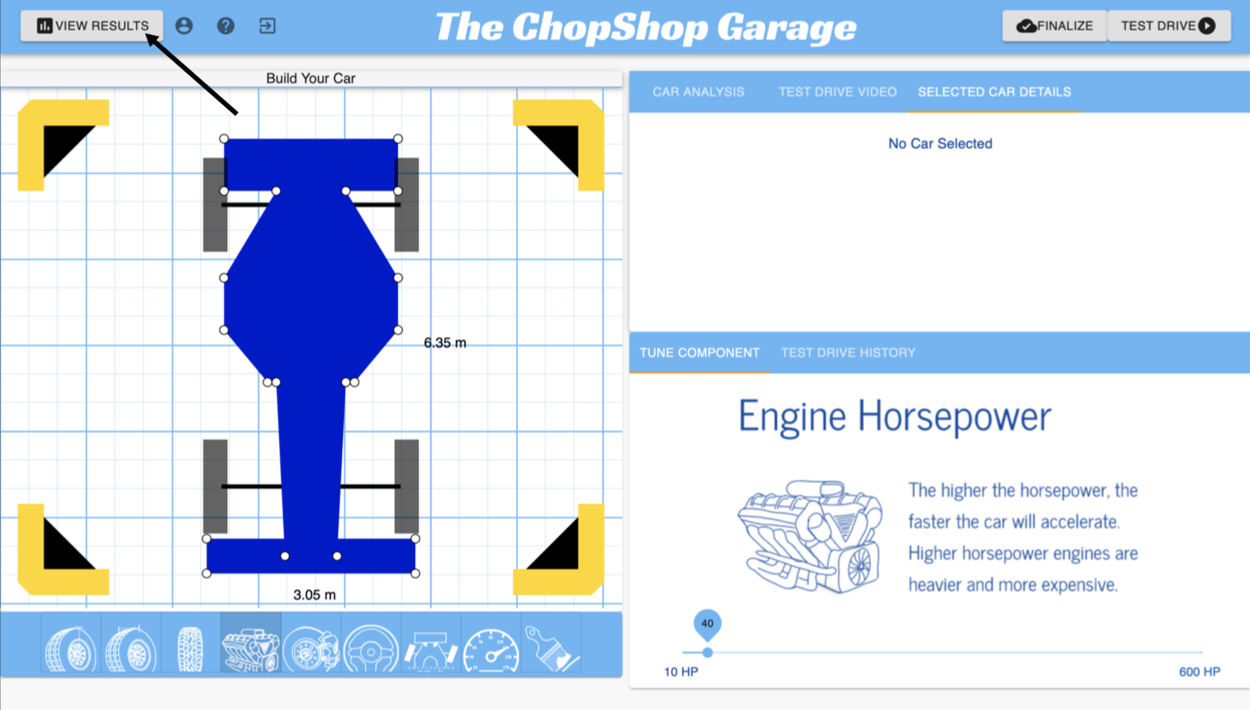 VIEW RESULTS
The ChopShop Garage
FINALIZE
TEST DRIVE
Build Your Car
CAR ANALYSIS
TEST DRIVE VIDEO
SELECTED CAR DETAILS
No Car Selected
6.35 m
3.05 m
TUNE COMPONENT
TEST DRIVE HISTORY
Engine Horsepower
The higher the horsepower, the
faster the car will accelerate.
Higher horsepower engines are
heavier and more expensive.
40
10 HP
600 HP